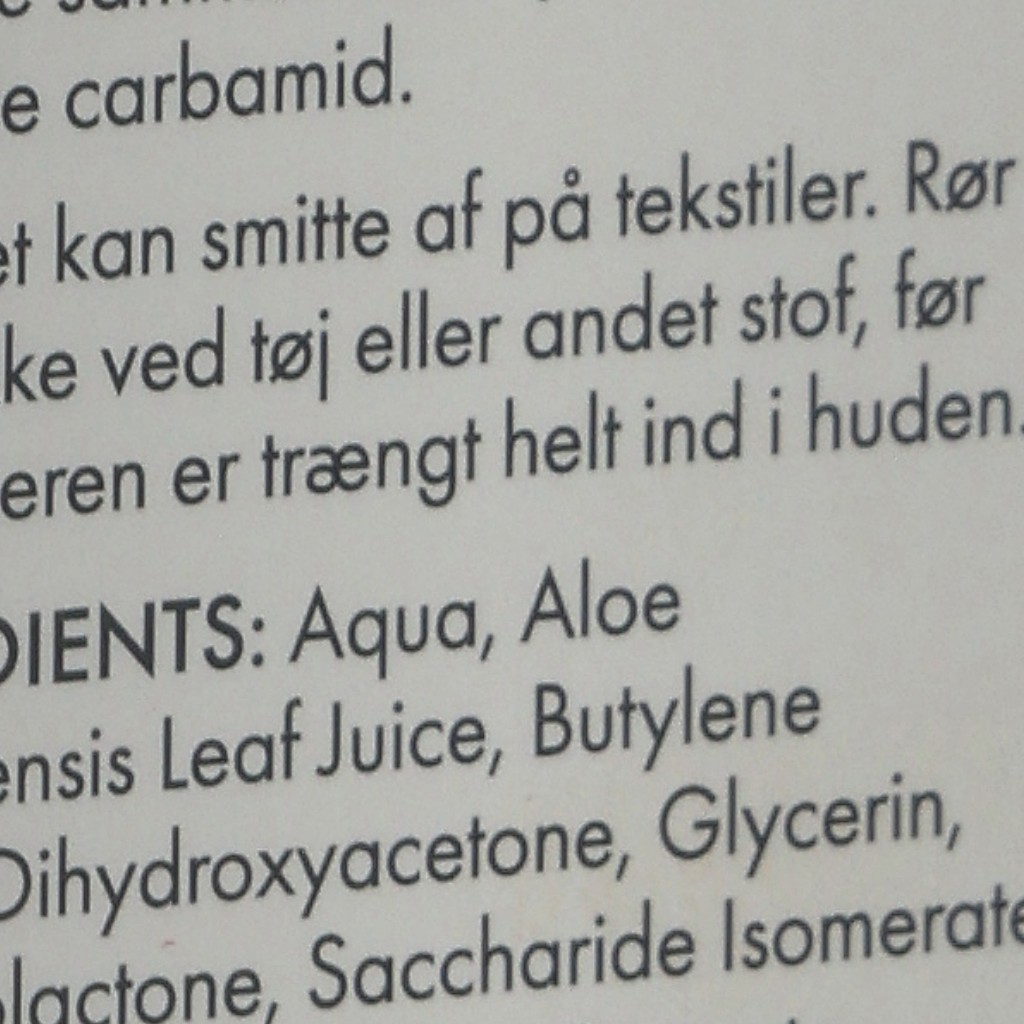 e carbamid.
et kan smitte af på tekstiler. Rør
ke ved tøj eller andet stof, før
eren er trængt helt ind i huden.
DIENTS: Aqua, Aloe
ensis Leaf Juice, Butylene
Dihydroxyacetone, Glycerin,
lactone, Saccharide Isomerate